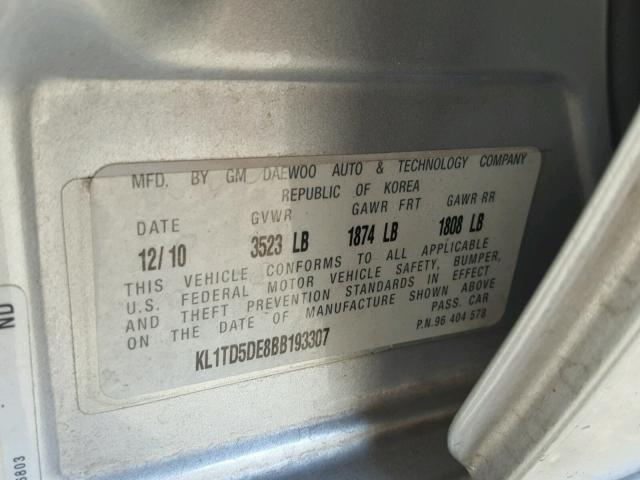 MFD. BY GM DAEWOO AUTO & TECHNOLOGY COMPANY
REPUBLIC OF KOREA
DATE GVWR GAWR FRT GAWR RR
12/10 3523 LB 1874 LB 1808 LB
THIS VEHICLE CONFORMS TO ALL APPLICABLE
U.S. FEDERAL MOTOR VEHICLE SAFETY, BUMPER,
AND THEFT PREVENTION STANDARDS IN EFFECT
ON THE DATE OF MANUFACTURE SHOWN ABOVE
PASS. CAR
KL1TD5DE8BB193307 P.N.96 404 578
ND
6803